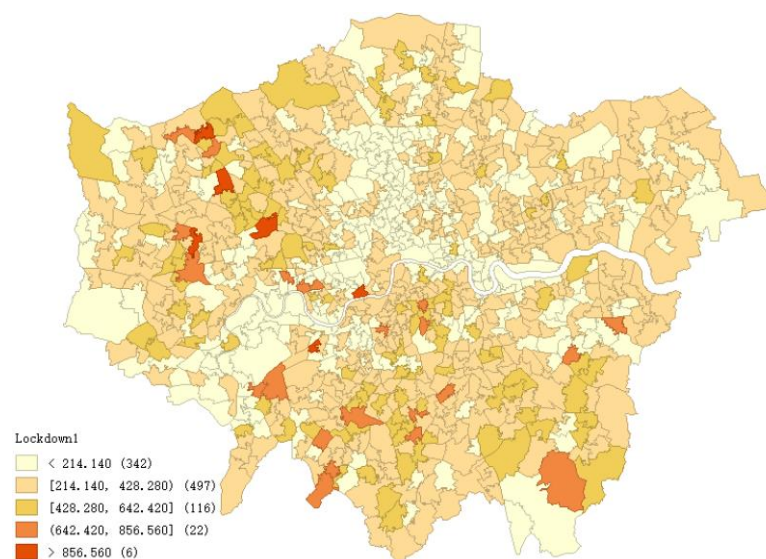 Lockdown1
< 214.140 (342)
[214.140, 428.280) (497)
[428.280, 642.420] (116)
(642.420, 856.560] (22)
> 856.560 (6)